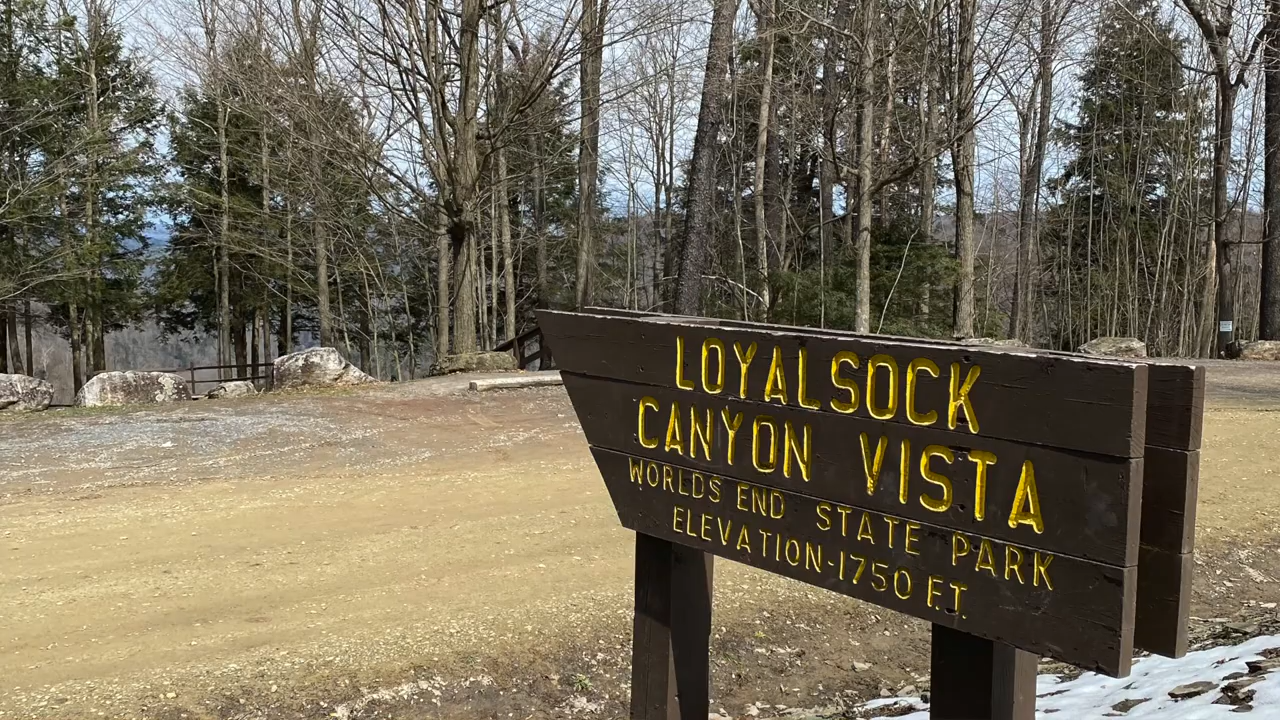 LOYALSOCK
CANYON VISTA
WORLDS END STATE PARK
ELEVATION-1750 FT.